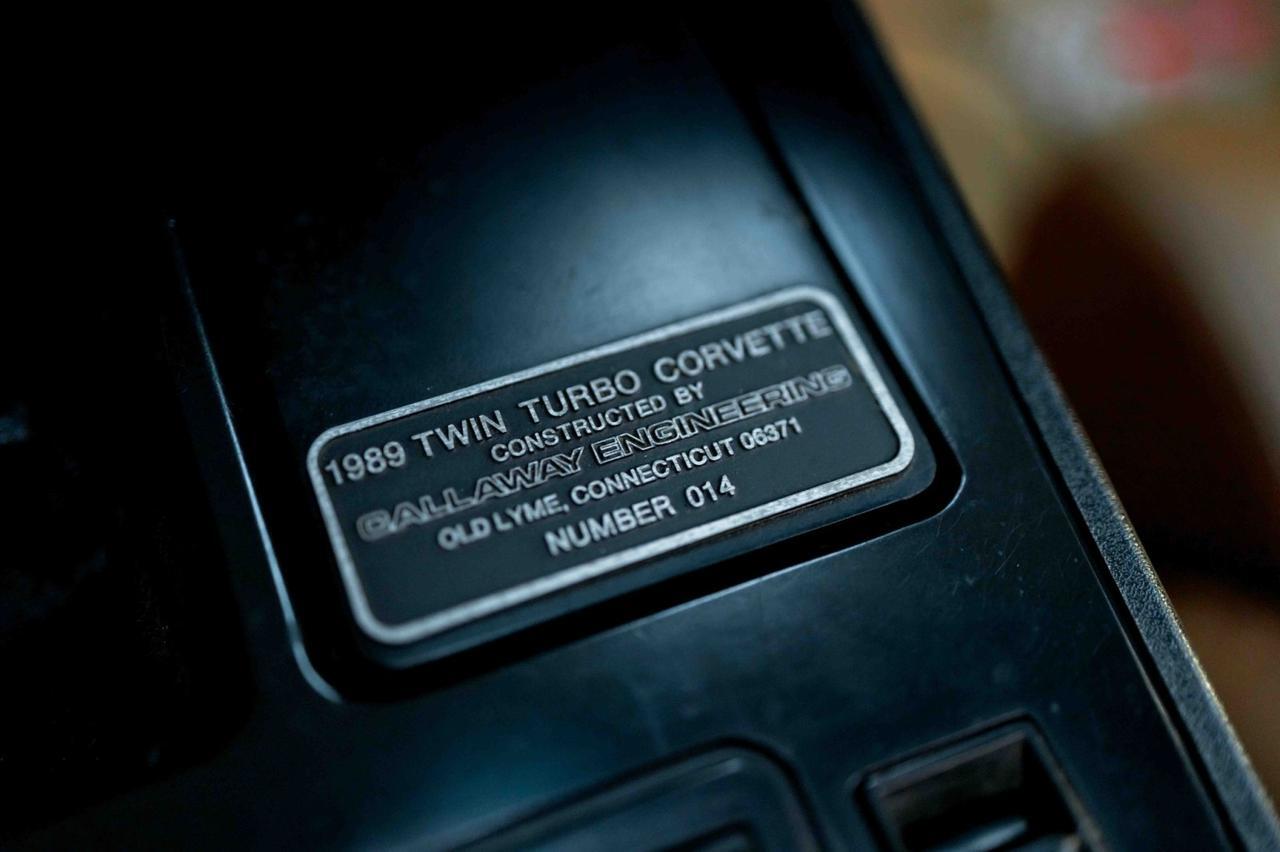 1989 TWIN TURBO CORVETTE
CONSTRUCTED BY
CALLAWAY ENGINEERING
OLD LYME, CONNECTICUT 06371
NUMBER 014